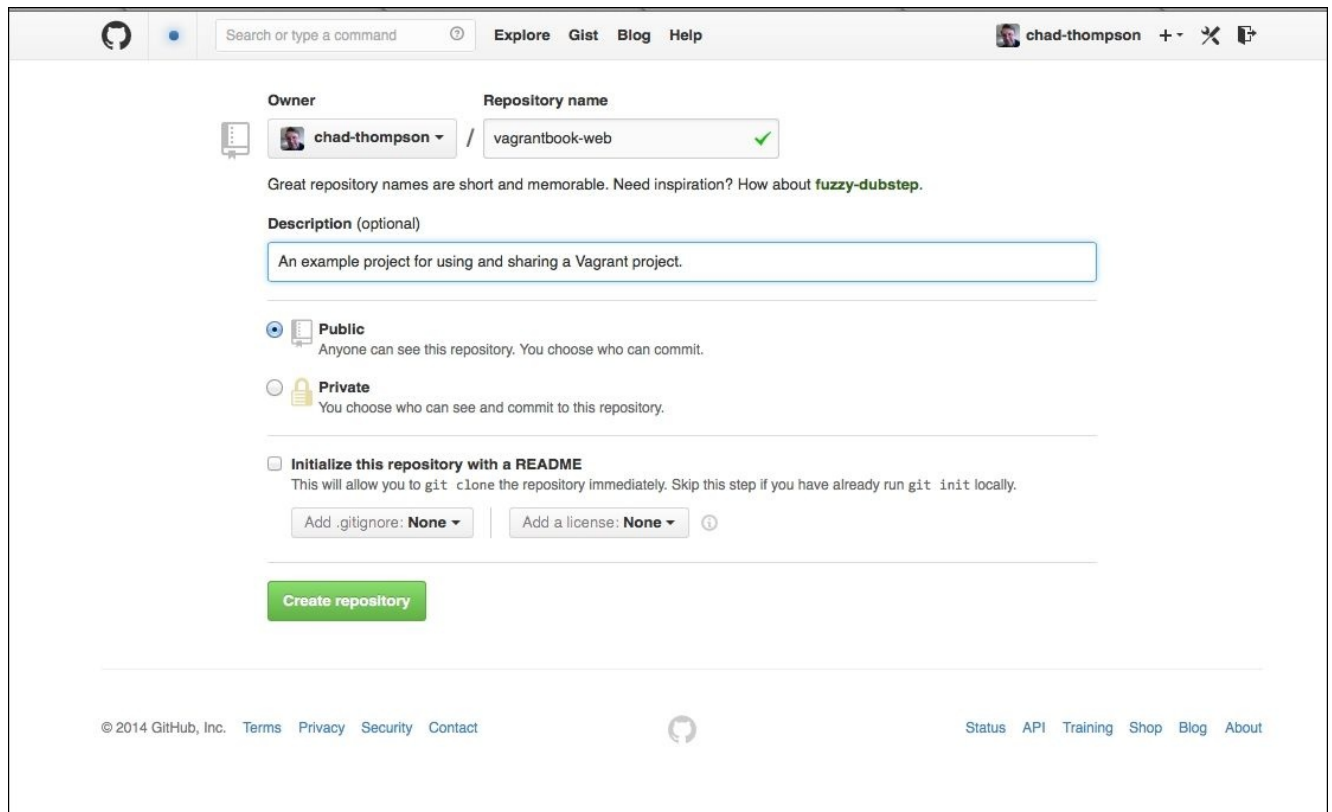 Search or type a command
Explore Gist Blog Help
chad-thompson
Owner
Repository name
chad-thompson / vagrantbook-web
Great repository names are short and memorable. Need inspiration? How about fuzzy-dubstep.
Description (optional)
An example project for using and sharing a Vagrant project.
Public
Anyone can see this repository. You choose who can commit.
Private
You choose who can see and commit to this repository.
Initialize this repository with a README
This will allow you to git clone the repository immediately. Skip this step if you have already run git init locally.
Add .gitignore: None
Add a license: None
Create repository
© 2014 GitHub, Inc. Terms Privacy Security Contact
Status API Training Shop Blog About